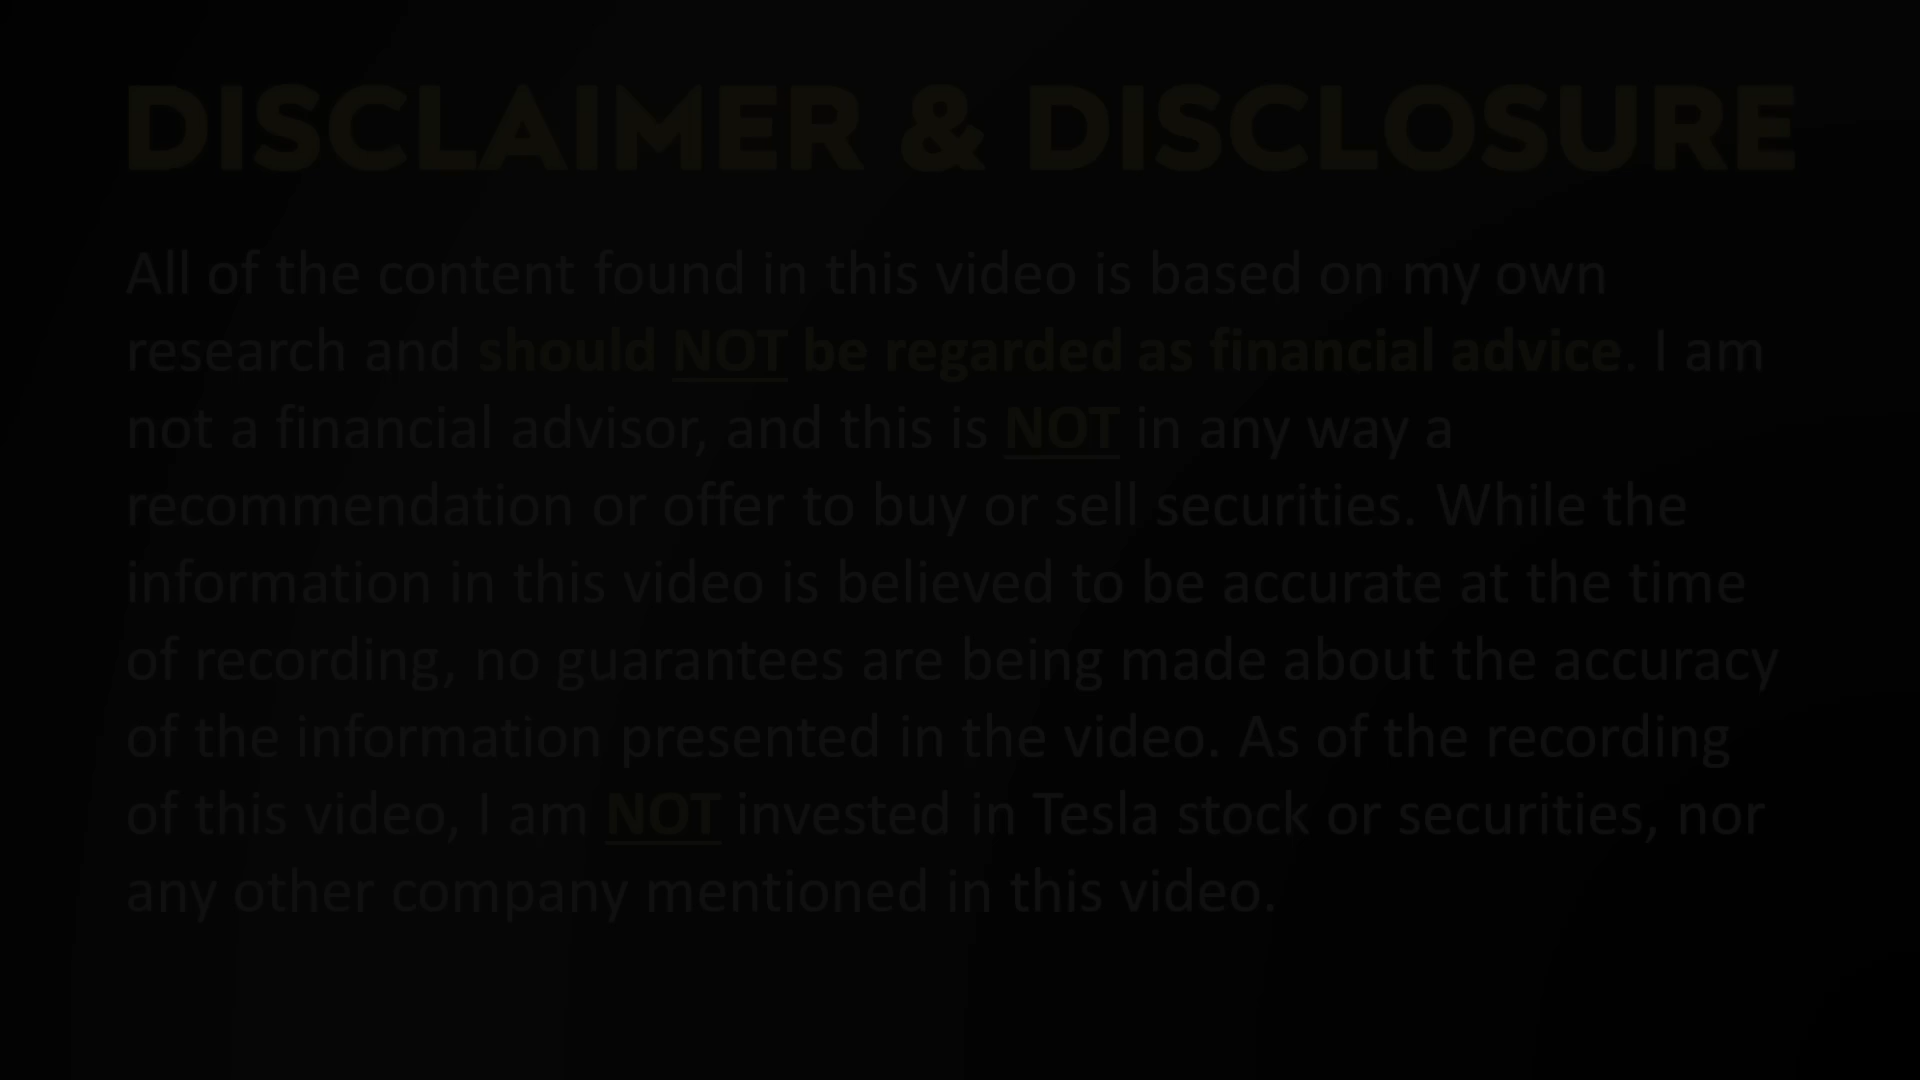 DISCLAIMER & DISCLOSURE
All of the content found in this video is based on my own
research and should NOT be regarded as financial advice. I am
not a financial advisor, and this is NOT in any way a
recommendation or offer to buy or sell securities. While the
information in this video is believed to be accurate at the time
of recording, no guarantees are being made about the accuracy
of the information presented in the video. As of the recording
of this video, I am NOT invested in Tesla stock or securities, nor
any other company mentioned in this video.